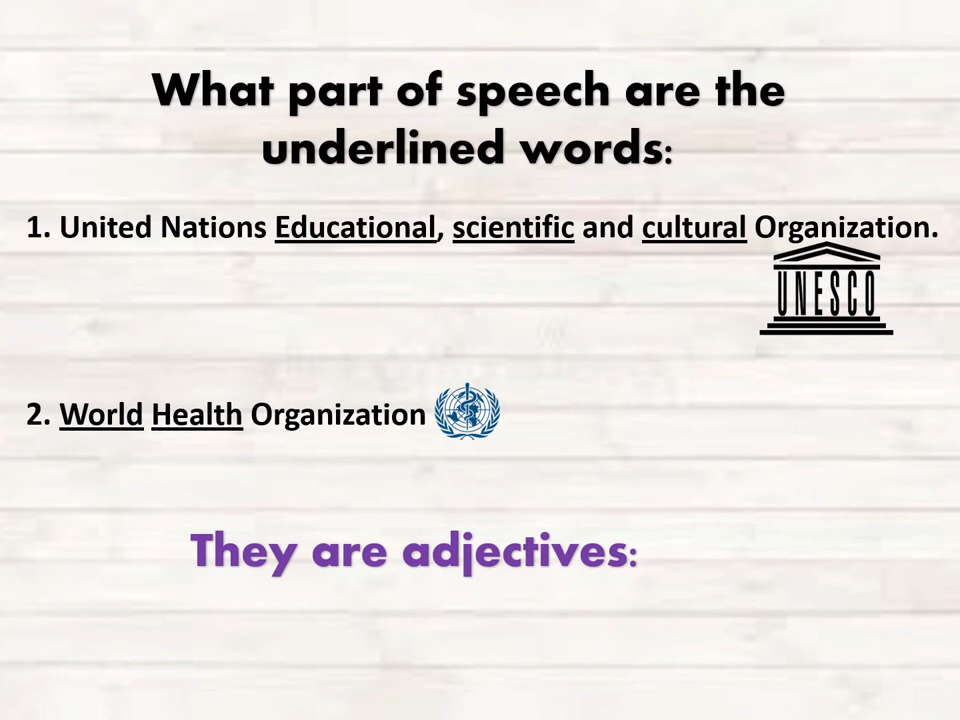 What part of speech are the
underlined words:
1. United Nations Educational, scientific and cultural Organization.
UNESCO
2. World Health Organization
They are adjectives: